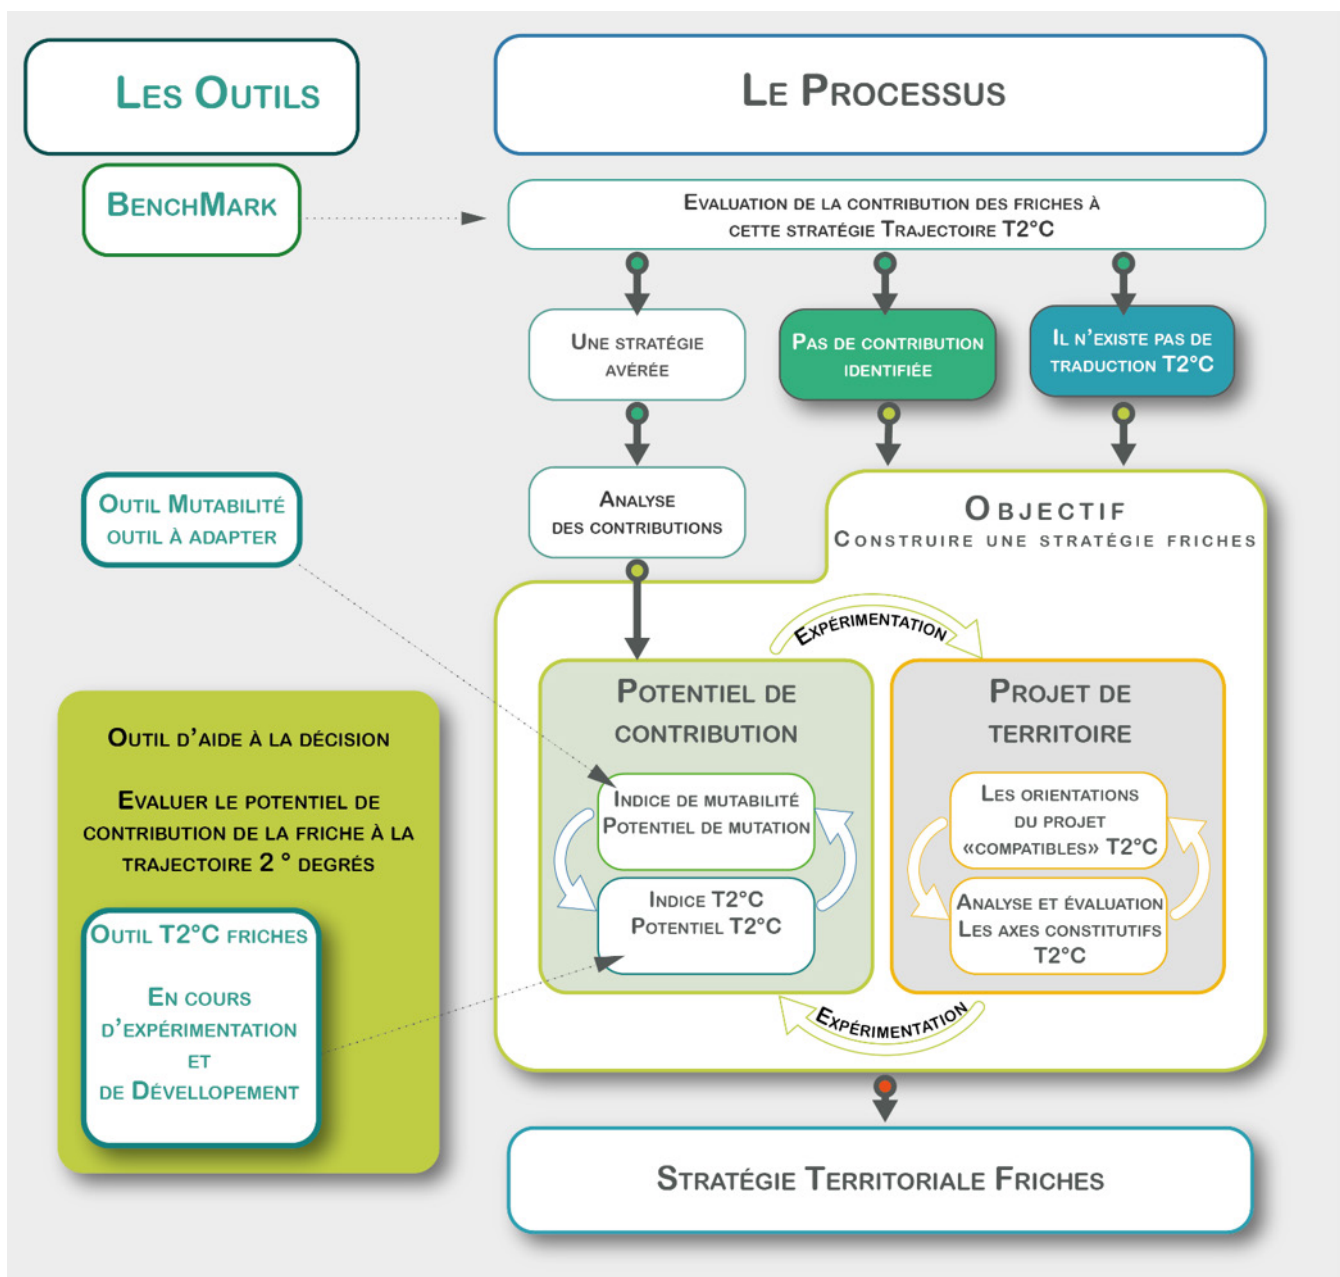 Les Outils
Le Processus
BenchMark
Evaluation de la contribution des friches à
cette stratégie Trajectoire T2°C
Une stratégie
avérée
Pas de contribution
identifiée
Il n'existe pas de
traduction T2°C
Outil Mutabilité
outil à adapter
Analyse
des contributions
Objectif
Construire une stratégie friches
Expérimentation
Potentiel de
contribution
Projet de
territoire
Outil d'aide à la décision
Evaluer le potentiel de
contribution de la friche à la
trajectoire 2 ° degrés
Indice de mutabilité
Potentiel de mutation
Les orientations
du projet
«compatibles» T2°C
Indice T2°C
Potentiel T2°C
Analyse et évaluation
Les axes constitutifs
T2°C
Outil T2°C friches
En cours
d'expérimentation
et
de Dévellopement
Expérimentation
Stratégie Territoriale Friches